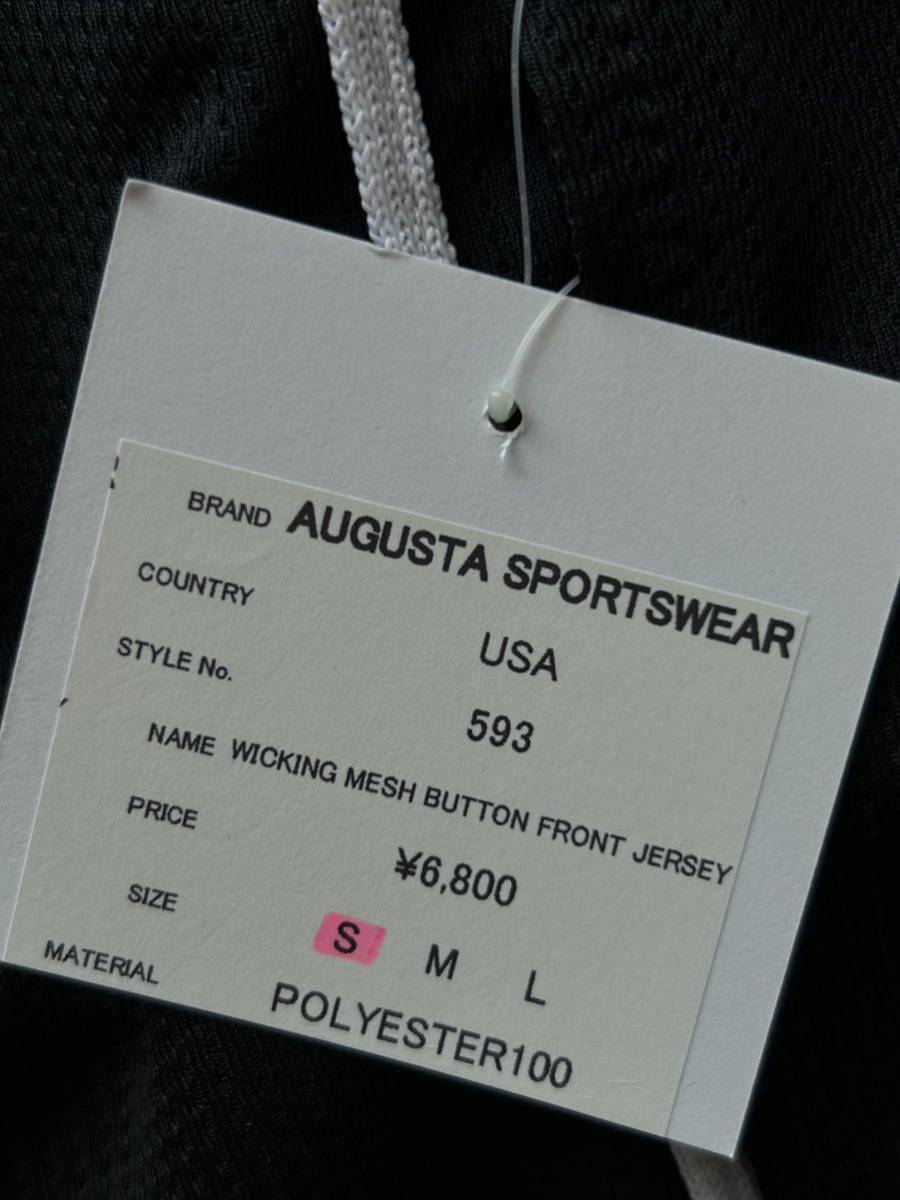 BRAND AUGUSTA SPORTSWEAR
COUNTRY USA
STYLE No. 593
NAME WICKING MESH BUTTON FRONT JERSEY
PRICE ¥6,800
SIZE S M L
MATERIAL POLYESTER100